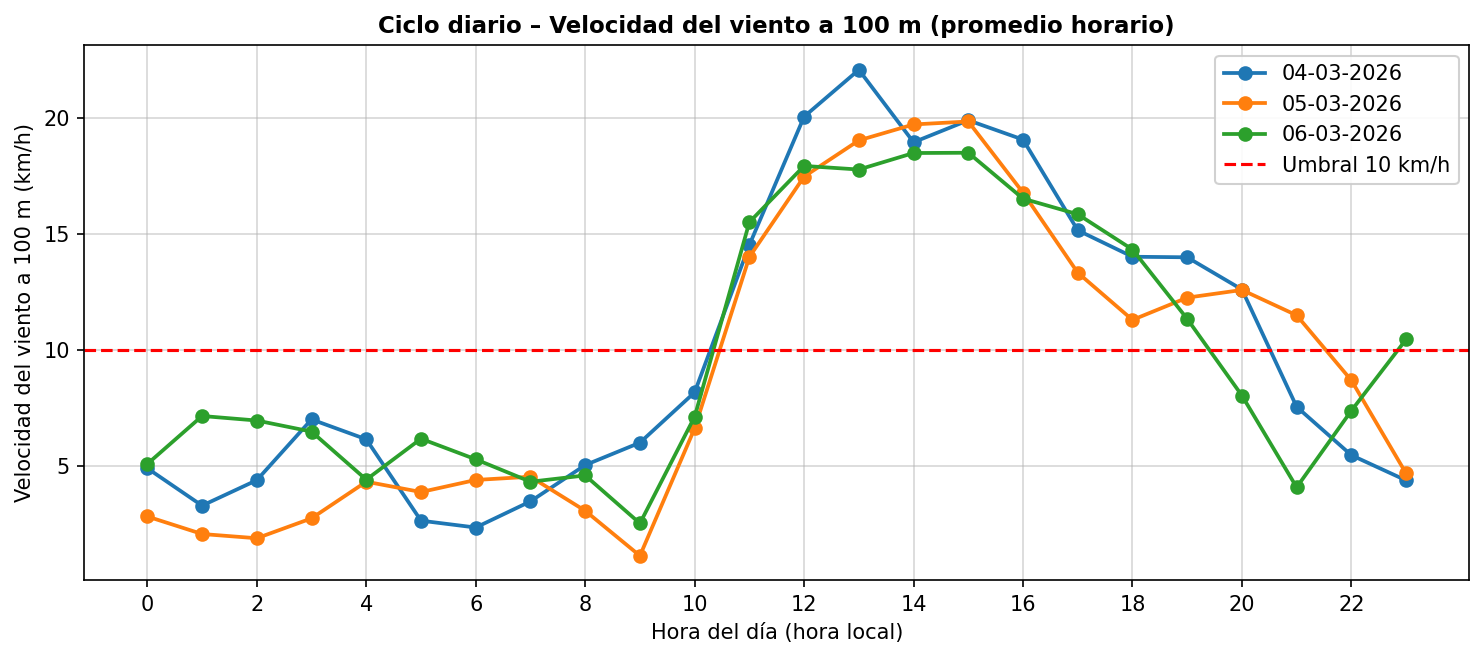 Ciclo diario – Velocidad del viento a 100 m (promedio horario)
Velocidad del viento a 100 m (km/h)
20
15
10
5
04-03-2026
05-03-2026
06-03-2026
Umbral 10 km/h
0 2 4 6 8 10 12 14 16 18 20 22
Hora del día (hora local)